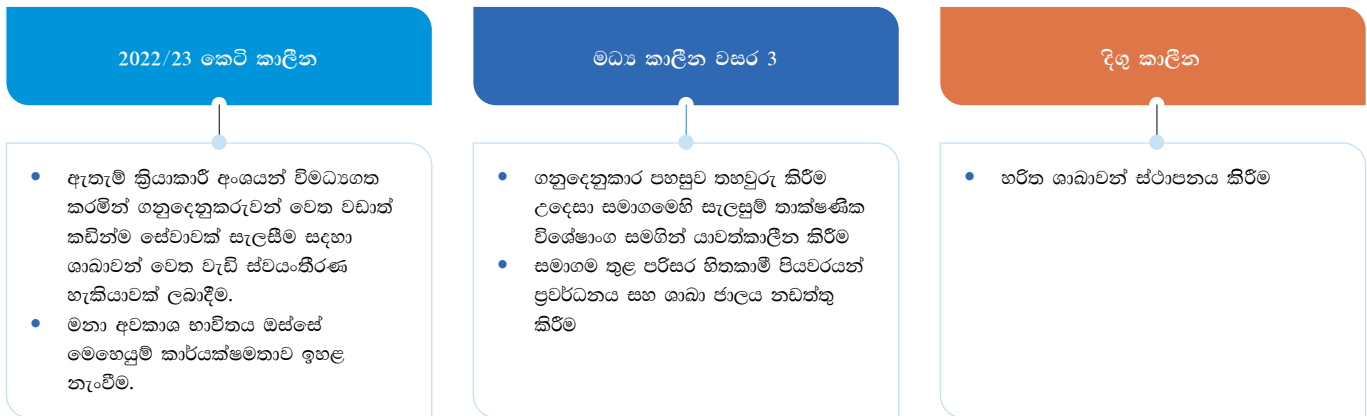 2022/23 කෙටි කාලීන
• ඇතැම් ක්‍රියාකාරී අංශයන් විමධ්‍යගත
කරමින් ගනුදෙනුකරුවන් වෙත වඩාත්
කඩින්ම සේවාවක් සැලසීම සදහා
ශාඛාවන් වෙත වැඩි ස්වයංතීරණ
හැකියාවක් ලබාදීම.
• මනා අවකාශ භාවිතය ඔස්සේ
මෙහෙයුම් කාර්යක්ෂමතාව ඉහළ
නැංවීම.
මධ්‍ය කාලීන වසර 3
• ගනුදෙනුකාර පහසුව තහවුරු කිරීම
උදෙසා සමාගමෙහි සැලසුම් තාක්ෂණික
විශේෂාංග සමගින් යාවත්කාලීන කිරීම
• සමාගම තුළ පරිසර හිතකාමී පියවරයන්
ප්‍රවර්ධනය සහ ශාඛා ජාලය නඩත්තු
කිරීම
දිගු කාලීන
• හරිත ශාඛාවන් ස්ථාපනය කිරීම